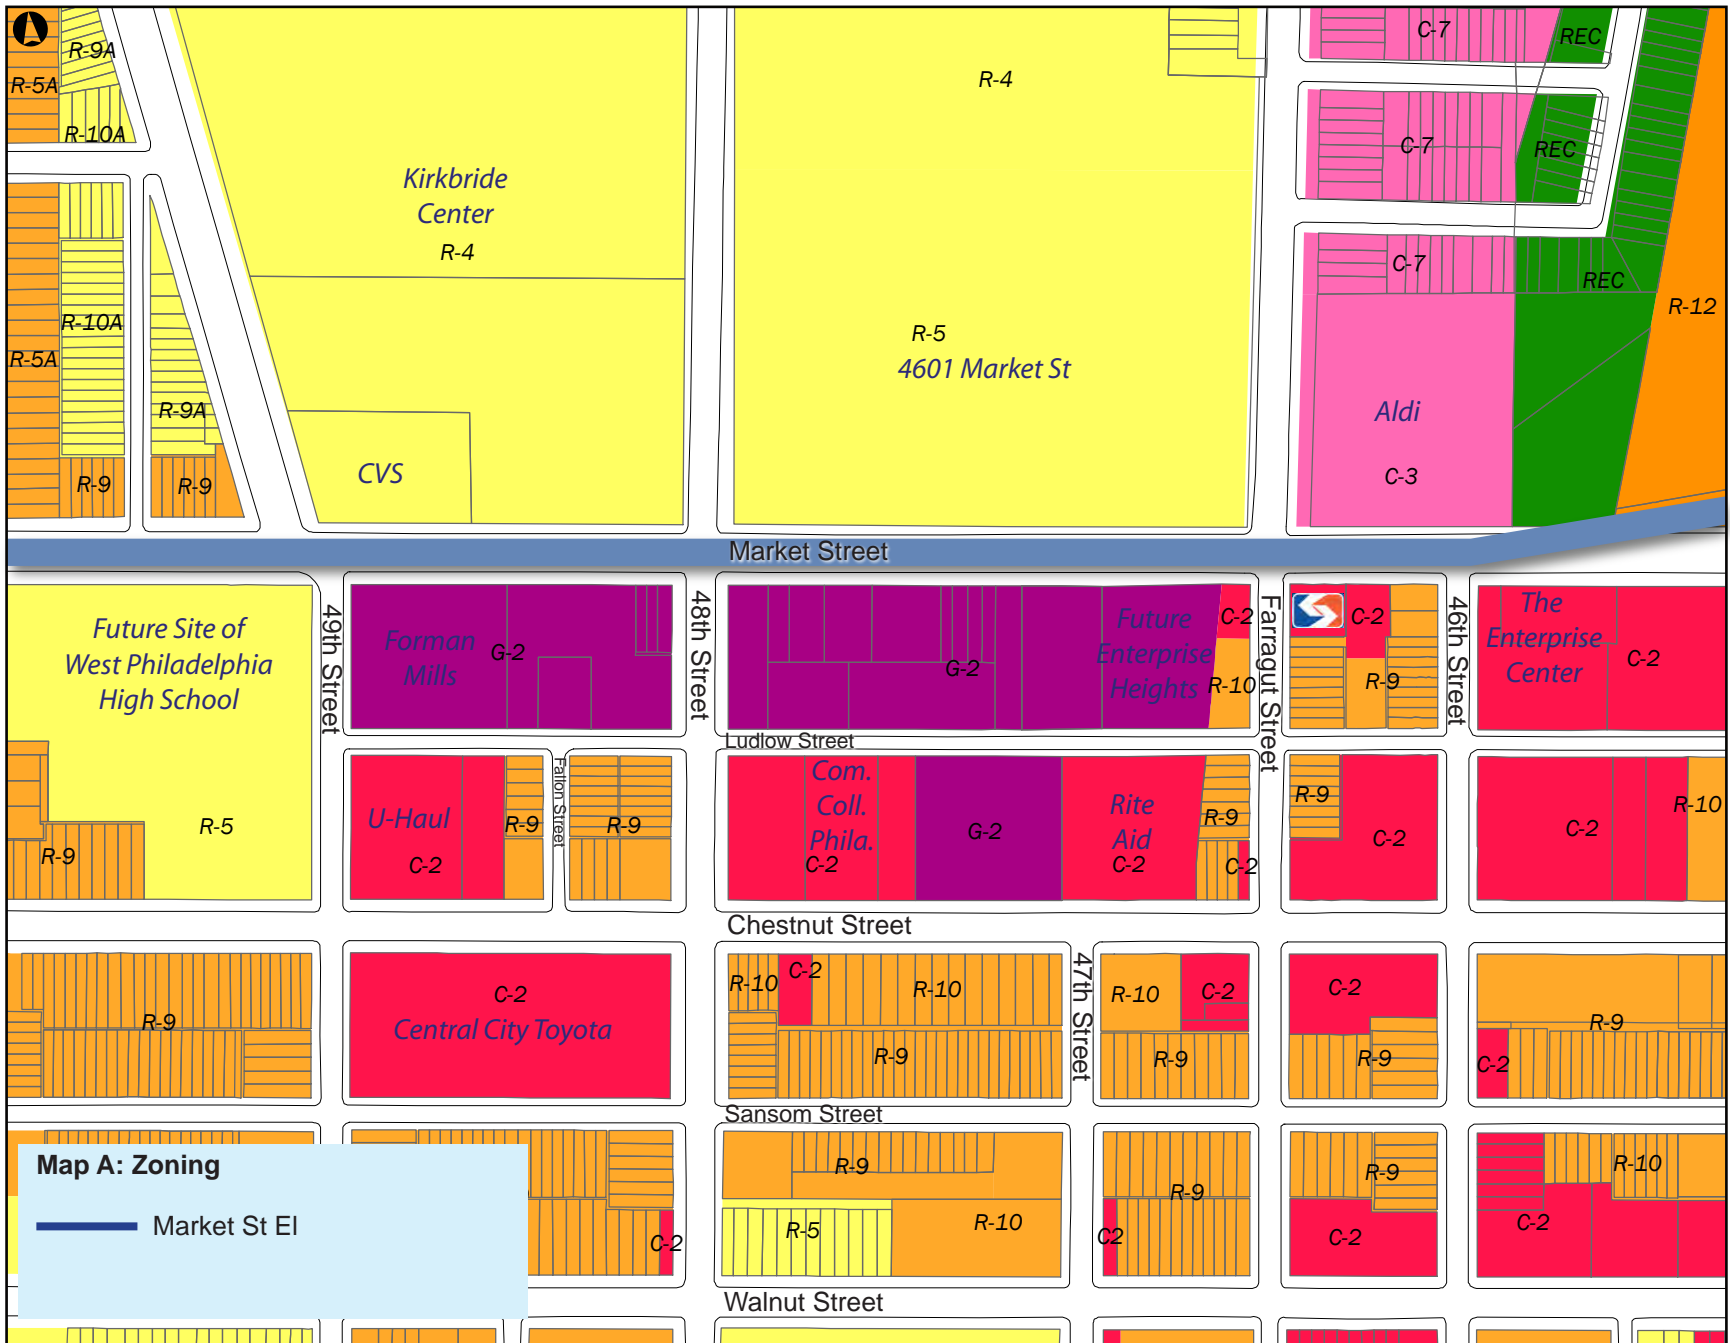 R-9A
R-5A
R-10A
R-4
C-7
REC
Kirkbride
Center
R-4
C-7
REC
R-10A
R-5A
R-9A
R-5
4601 Market St
C-7
REC
R-12
Aldi
C-3
R-9
R-9
CVS
Market Street
Future Site of
West Philadelphia
High School
R-5
R-9
49th Street
Forman
Mills
G-2
48th Street
G-2
Future
Enterprise
Heights
C-2
R-10
Farragut Street
C-2
R-9
46th Street
The
Enterprise
Center
C-2
Ludlow Street
U-Haul
C-2
R-9
Fallon Street
R-9
Com.
Coll.
Phila.
C-2
G-2
Rite
Aid
C-2
R-9
C-2
R-9
C-2
C-2
R-10
Chestnut Street
R-9
C-2
Central City Toyota
R-10
C-2
R-10
R-9
47th Street
R-10
C-2
R-9
C-2
R-9
R-9
C-2
Sansom Street
Map A: Zoning
Market St El
C-2
R-9
R-5
R-10
R-9
C2
R-9
C-2
R-10
C-2
Walnut Street